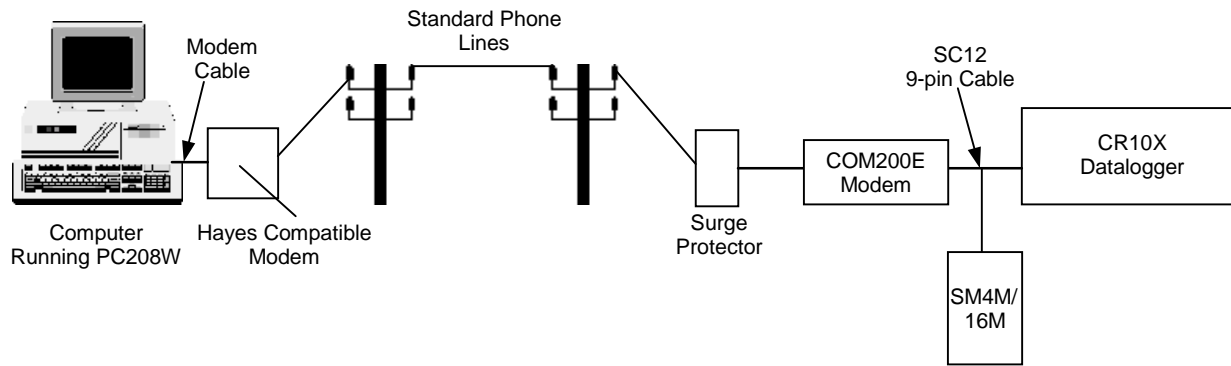 Standard Phone
Lines
Modem
Cable
SC12
9-pin Cable
COM200E
Modem
CR10X
Datalogger
Computer
Running PC208W
Hayes Compatible
Modem
Surge
Protector
SM4M/
16M